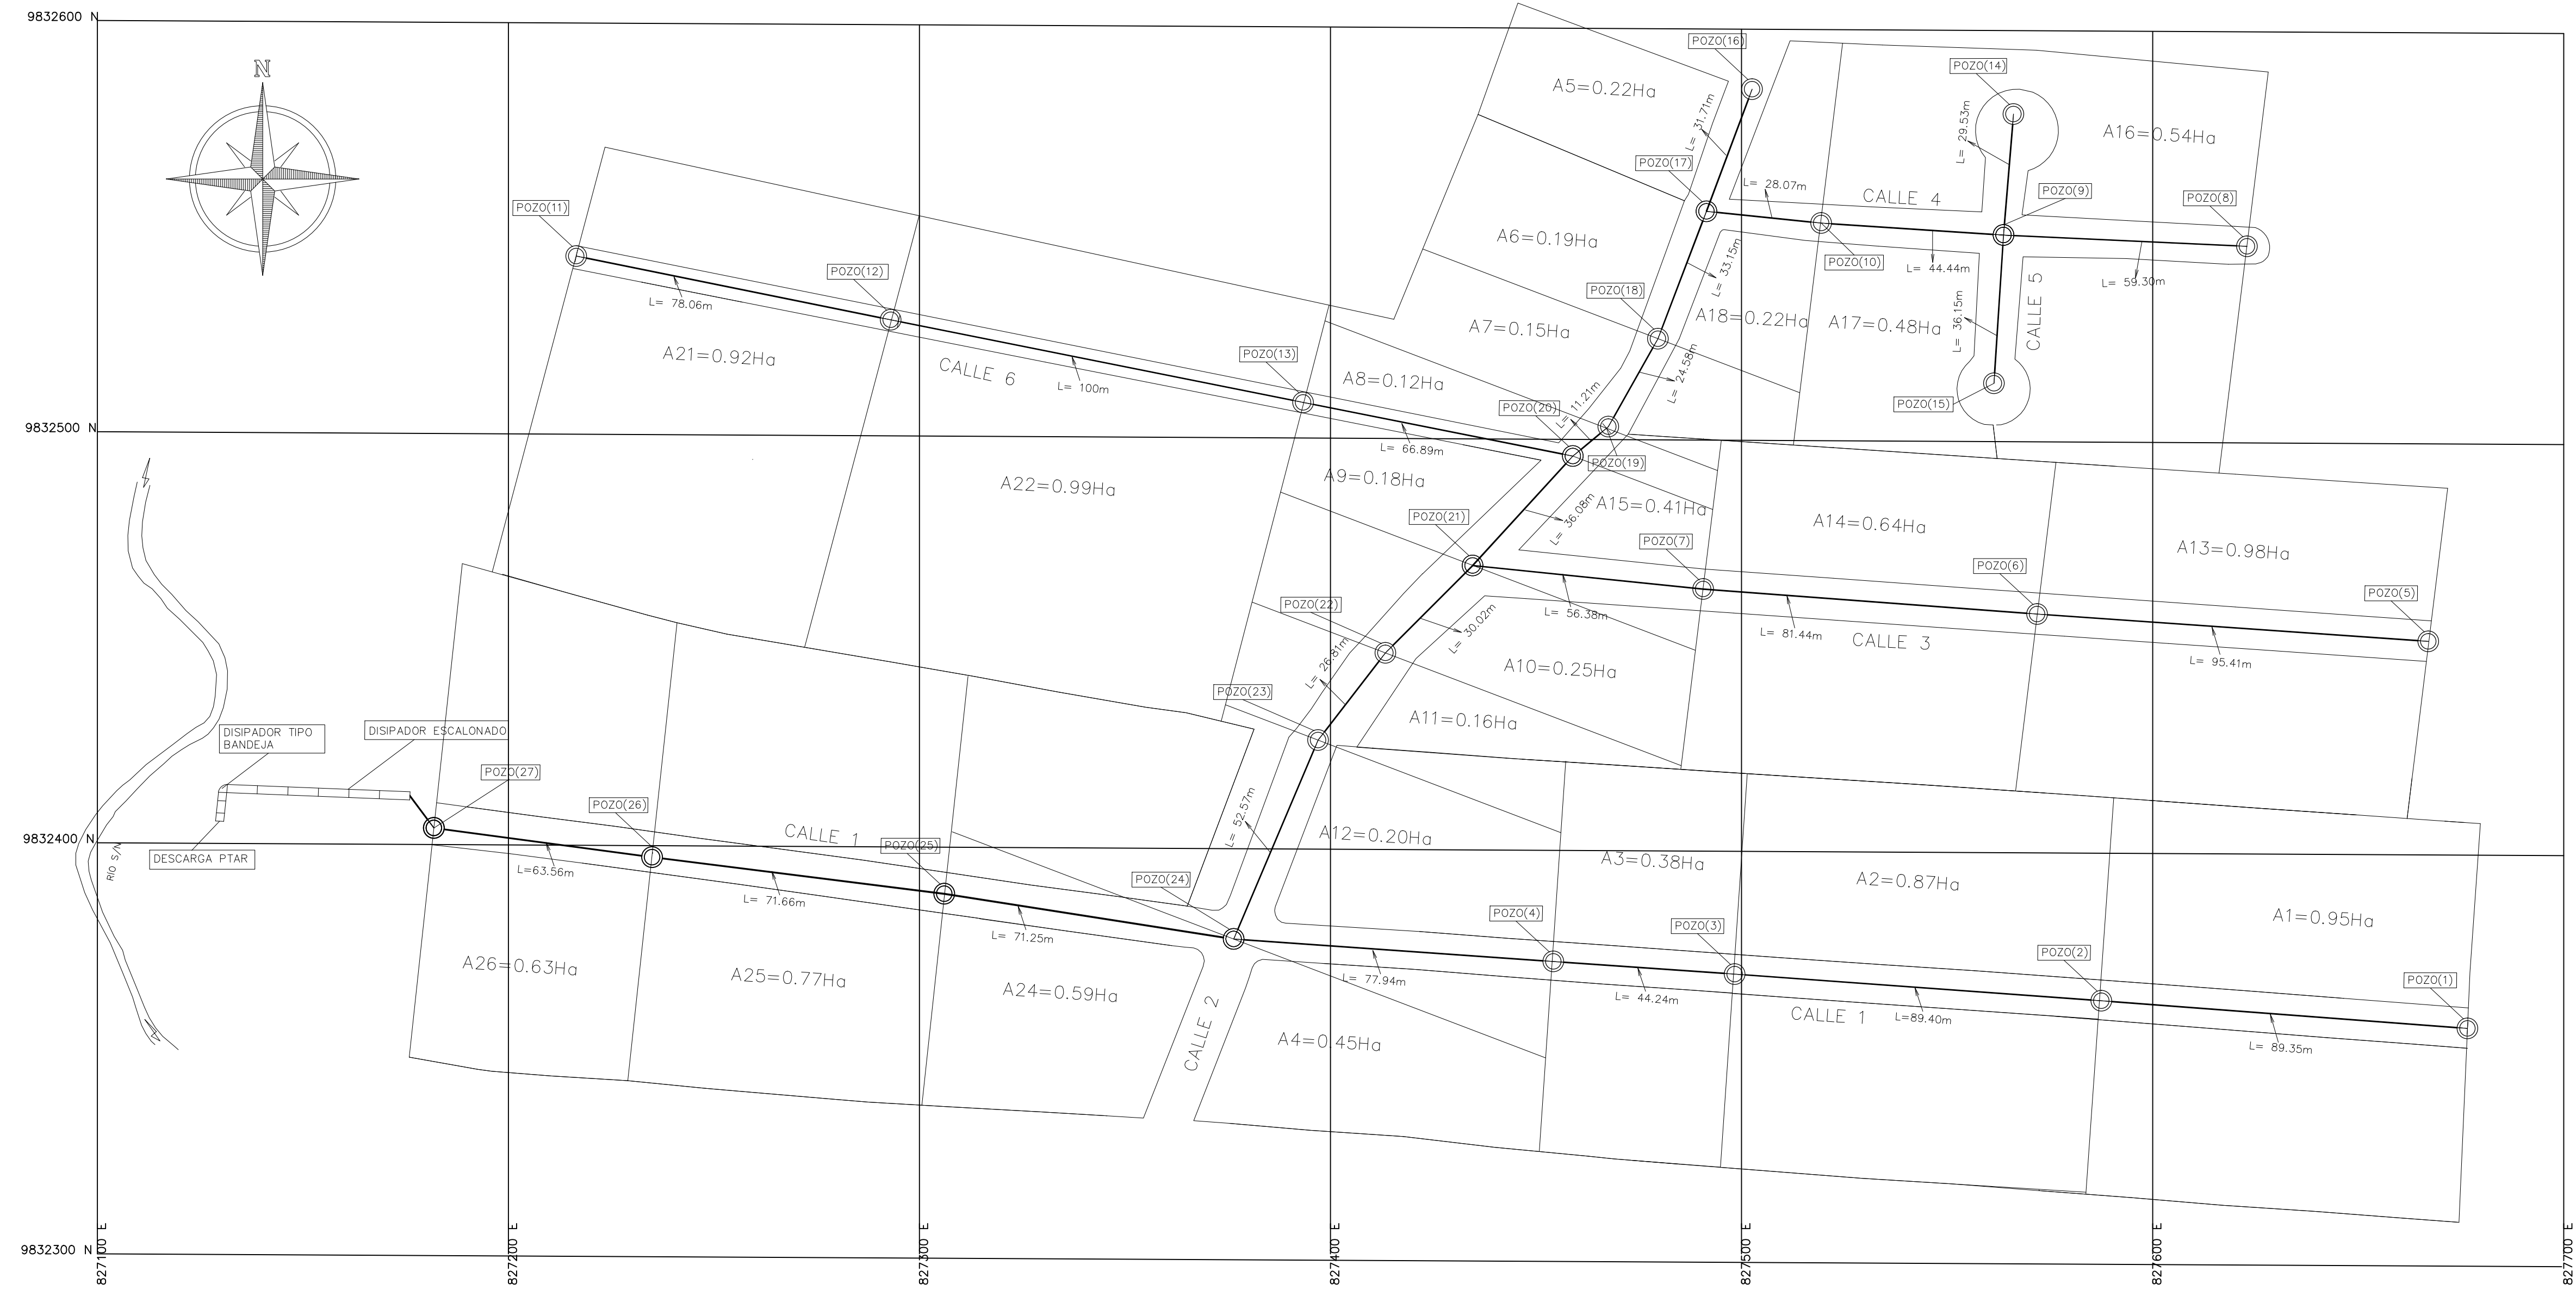 9832600 N
N
POZO(16)
POZO(14)
A5=0.22Ha
L= 31.71m
L= 29.53m
A16=0.54Ha
POZO(17)
L= 28.07m
CALLE 4
POZO(9)
POZO(8)
POZO(11)
A6=0.19Ha
L= 33.15m
POZO(10)
L= 44.44m
L= 59.30m
POZO(12)
L= 78.06m
POZO(18)
A7=0.15Ha
A18=0.22Ha
A17=0.48Ha
L= 36.15m
CALLE 5
A21=0.92Ha
CALLE 6
L= 100m
POZO(13)
A8=0.12Ha
L= 24.58m
L= 11.21m
POZO(20)
POZO(15)
9832500 N
L= 66.89m
POZO(19)
A22=0.99Ha
A9=0.18Ha
L= 36.08m
A15=0.41Ha
POZO(21)
A14=0.64Ha
POZO(7)
A13=0.98Ha
POZO(6)
POZO(5)
POZO(22)
L= 56.38m
L= 30.02m
L= 81.44m
CALLE 3
L= 95.41m
L= 26.81m
A10=0.25Ha
POZO(23)
A11=0.16Ha
DISIPADOR TIPO
BANDEJA
DISIPADOR ESCALONADO
POZO(27)
POZO(26)
9832400 N
CALLE 1
POZO(25)
L= 52.57m
A12=0.20Ha
A3=0.38Ha
DESCARGA PTAR
RÍO S/N
L=63.56m
L= 71.66m
POZO(24)
A2=0.87Ha
A1=0.95Ha
L= 71.25m
POZO(4)
POZO(3)
POZO(2)
POZO(1)
A26=0.63Ha
A25=0.77Ha
A24=0.59Ha
L= 77.94m
L= 44.24m
CALLE 2
CALLE 1
L=89.40m
A4=0.45Ha
L= 89.35m
9832300 N
827100 E
827200 E
827300 E
827400 E
827500 E
827600 E
827700 E